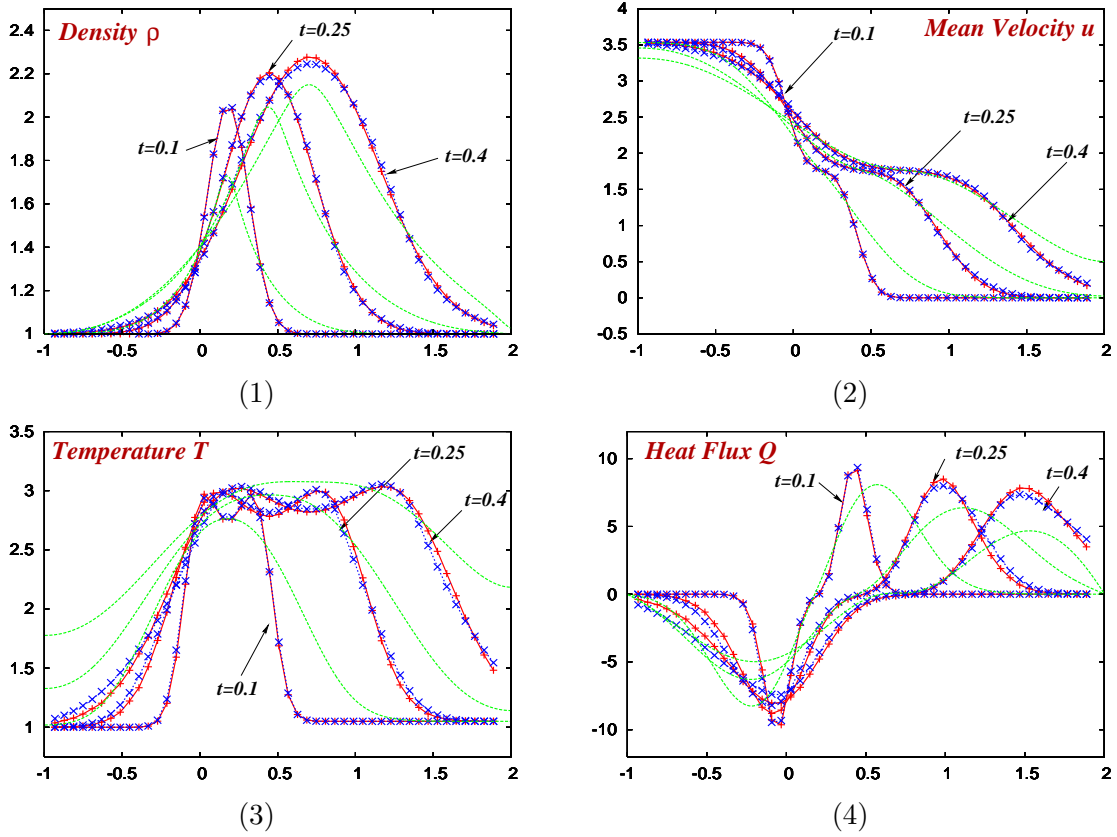 Density ρ
t=0.25
t=0.1
t=0.4
2.4
2.2
2
1.8
1.6
1.4
1.2
1
-1 -0.5 0 0.5 1 1.5 2
(1)
Mean Velocity u
t=0.1
t=0.25
t=0.4
4
3.5
3
2.5
2
1.5
1
0.5
0
-0.5
-1 -0.5 0 0.5 1 1.5 2
(2)
Temperature T
t=0.25
t=0.4
t=0.1
3.5
3
2.5
2
1.5
1
-1 -0.5 0 0.5 1 1.5 2
(3)
Heat Flux Q
t=0.25
t=0.1
t=0.4
10
5
0
-5
-10
-1 -0.5 0 0.5 1 1.5 2
(4)